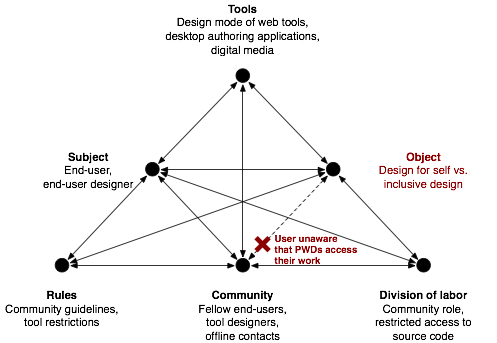 Tools
Design mode of web tools,
desktop authoring applications,
digital media
Subject
End-user,
end-user designer
Object
Design for self vs.
inclusive design
User unaware
that PWDs access
their work
Rules
Community guidelines,
tool restrictions
Community
Fellow end-users,
tool designers,
offline contacts
Division of labor
Community role,
restricted access to
source code